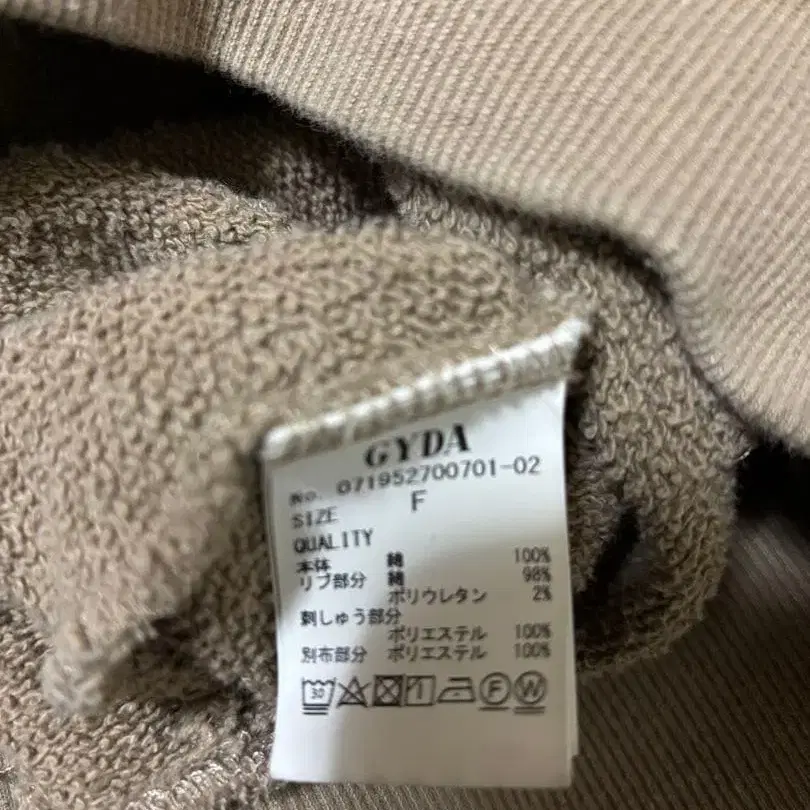 GYDA
No. 071952700701-02
SIZE F
QUALITY
本体 綿 100%
リブ部分 綿 98%
ポリウレタン 2%
刺しゅう部分
ポリエステル 100%
別布部分 ポリエステル 100%
30 F W